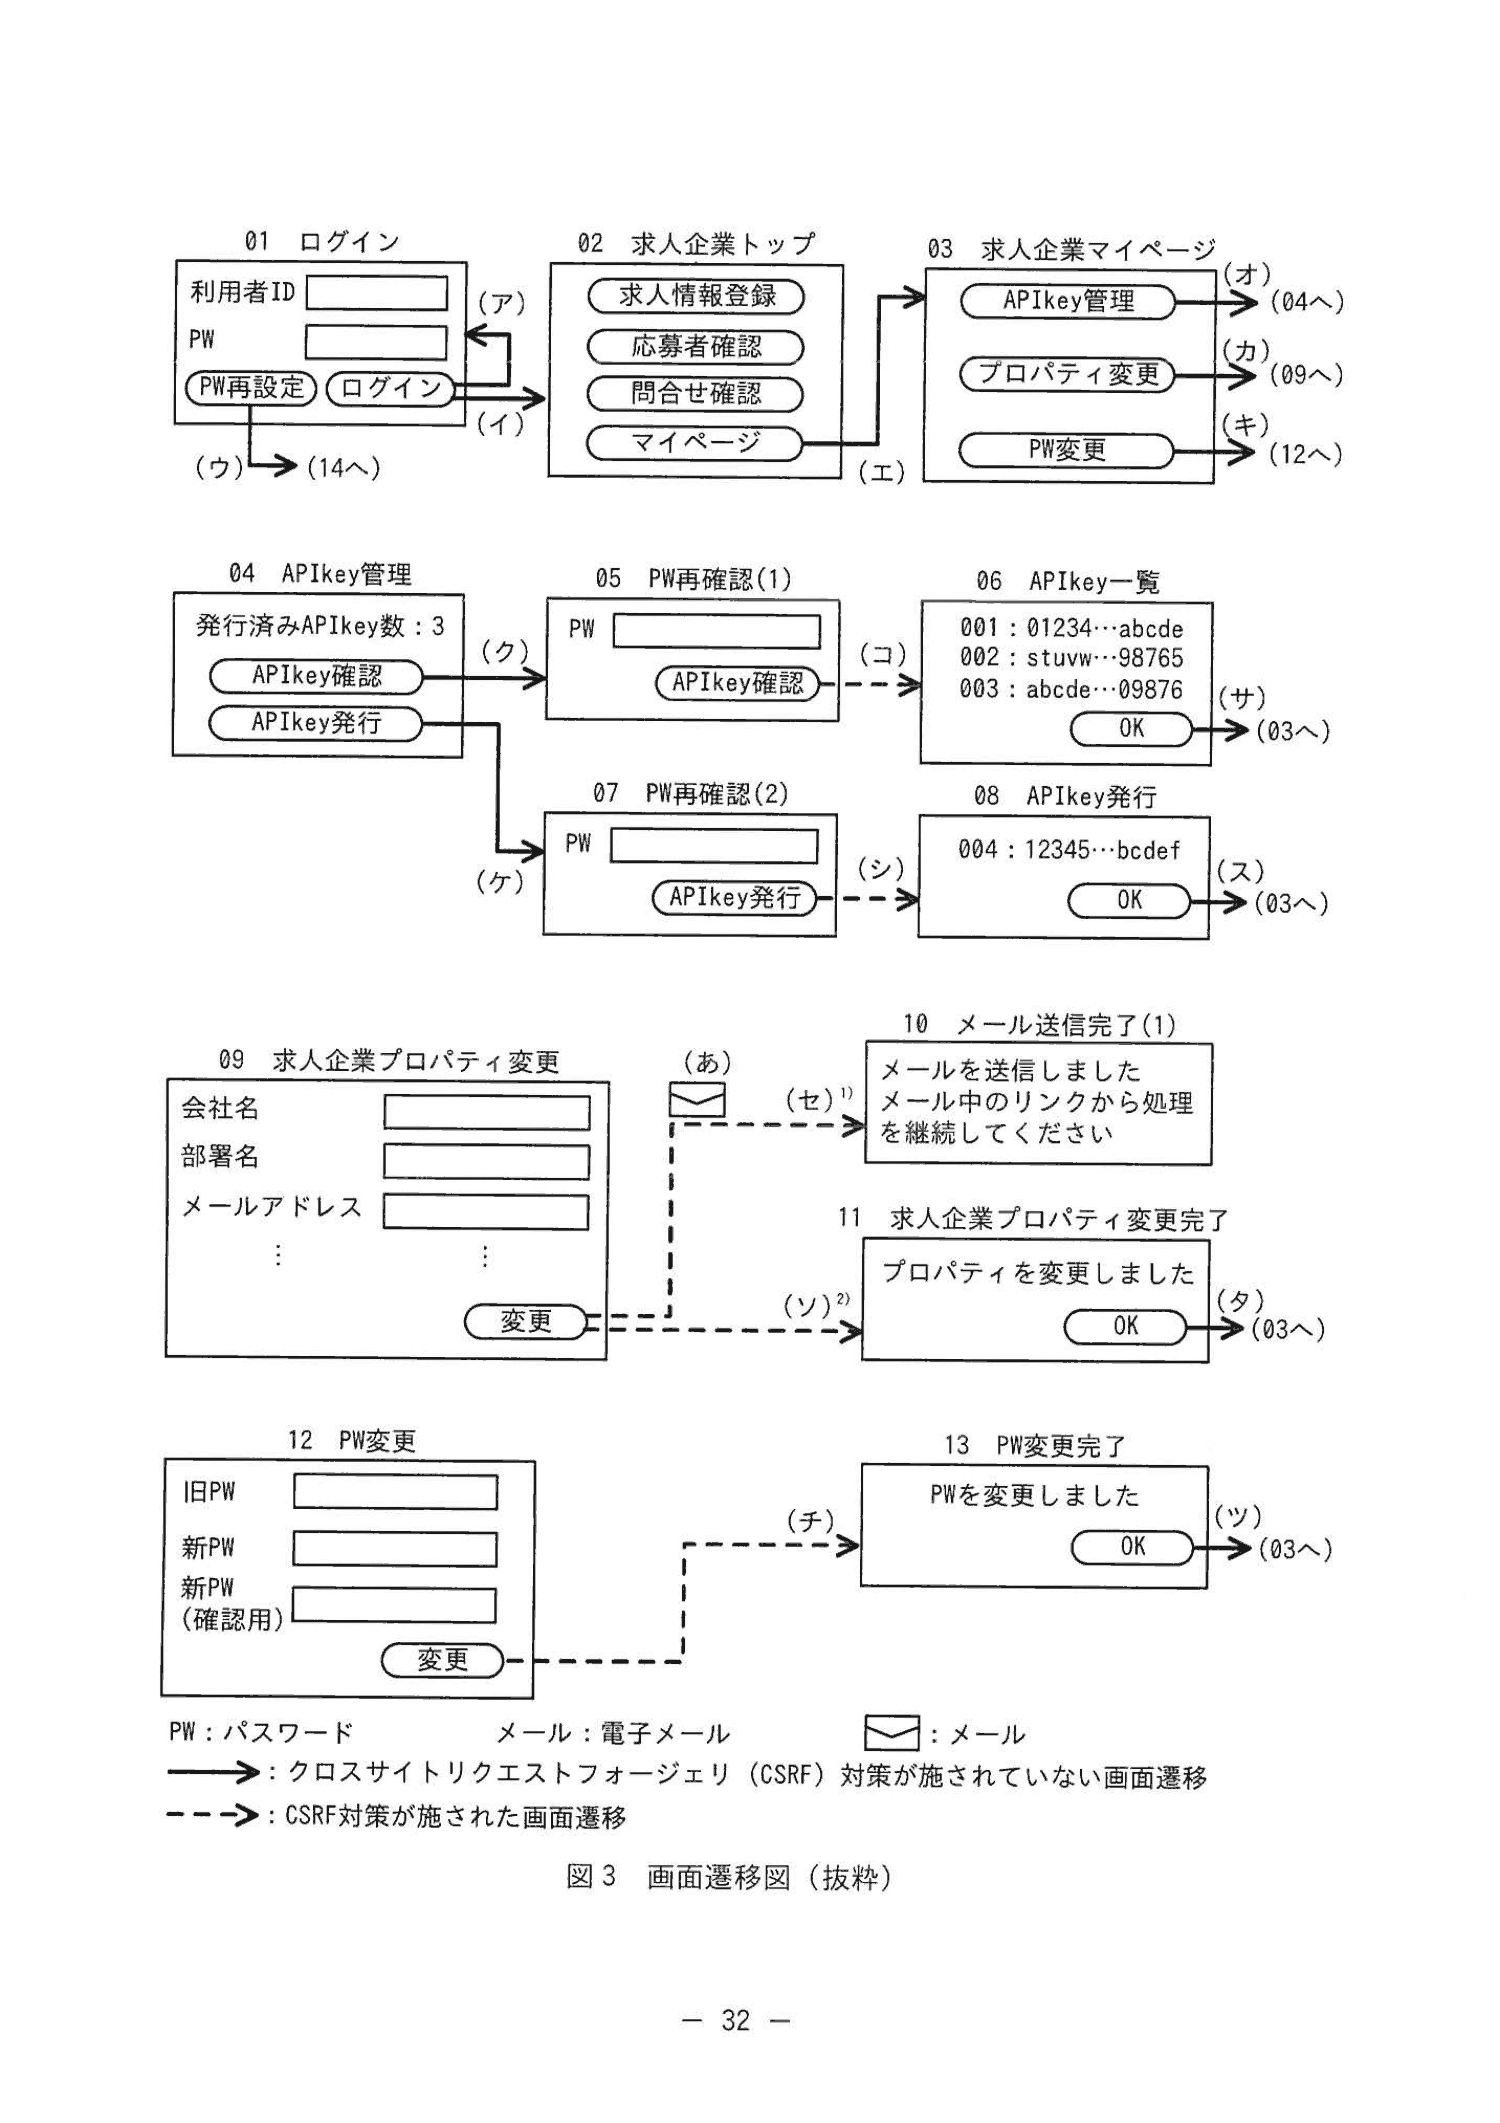 01 ログイン
利用者ID
PW
PW再設定 ログイン
(ア)
(イ)
(ウ) (14へ)
02 求人企業トップ
求人情報登録
応募者確認
問合せ確認
マイページ
(エ)
03 求人企業マイページ
APIkey管理
(オ)
(04へ)
プロパティ変更
(カ)
(09へ)
PW変更
(キ)
(12へ)
04 APIkey管理
発行済みAPIkey数:3
APIkey確認
APIkey発行
(ク)
(ケ)
05 PW再確認(1)
PW
APIkey確認
(コ)
06 APIkey一覧
001:01234…abcde
002:stuvw…98765
003:abcde…09876
OK
(サ)
(03へ)
07 PW再確認(2)
PW
APIkey発行
(シ)
08 APIkey発行
004:12345…bcdef
OK
(ス)
(03へ)
09 求人企業プロパティ変更
会社名
部署名
メールアドレス
⋮ ⋮
変更
(あ)
(セ)1)
(ソ)2)
10 メール送信完了(1)
メールを送信しました
メール中のリンクから処理
を継続してください
11 求人企業プロパティ変更完了
プロパティを変更しました
OK
(タ)
(03へ)
12 PW変更
旧PW
新PW
新PW
(確認用)
変更
(チ)
13 PW変更完了
PWを変更しました
OK
(ツ)
(03へ)
PW:パスワード メール:電子メール :メール
:クロスサイトリクエストフォージェリ(CSRF)対策が施されていない画面遷移
:CSRF対策が施された画面遷移
図3 画面遷移図(抜粋)
- 32 -